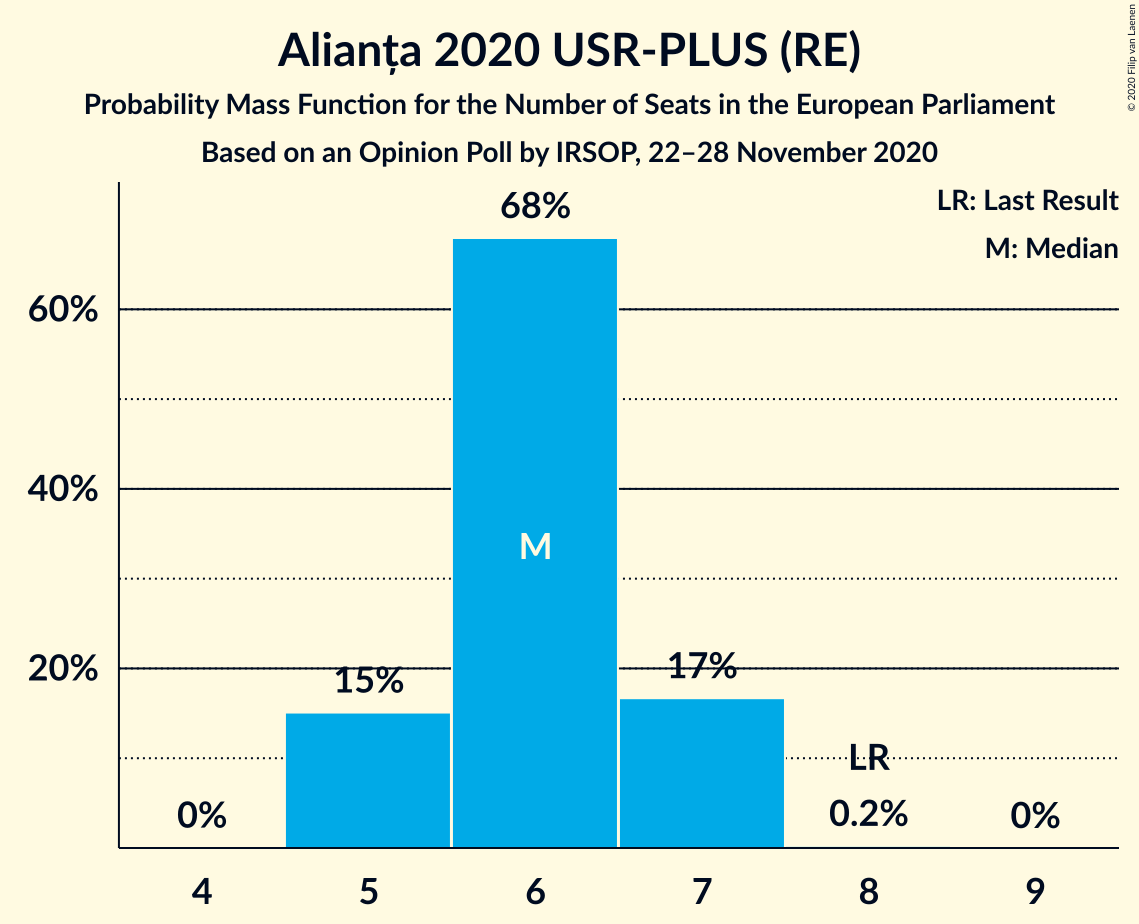 Alianța 2020 USR-PLUS (RE)
Probability Mass Function for the Number of Seats in the European Parliament
Based on an Opinion Poll by IRSOP, 22–28 November 2020
© 2020 Filip van Laenen
LR: Last Result
M: Median
68%
60%
40%
M
20%
15%
17%
LR
0%
0.2%
0%
4 5 6 7 8 9